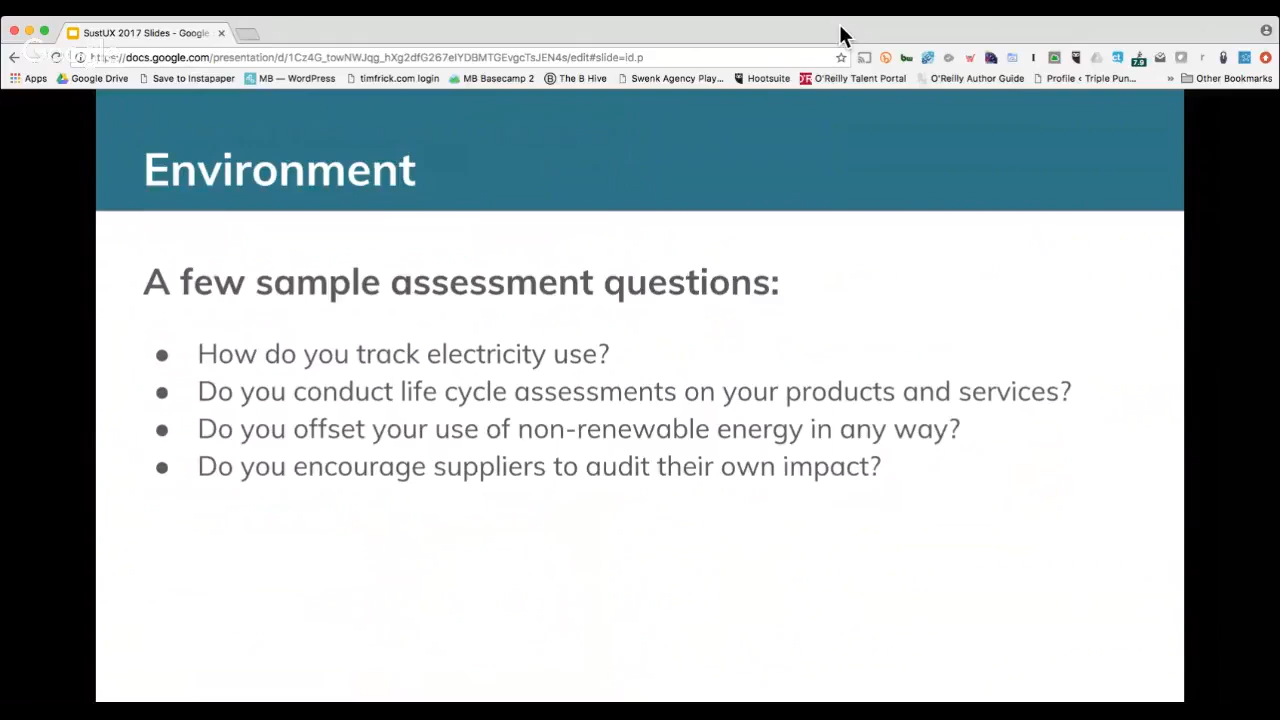 SustUX 2017 Slides - Google
https://docs.google.com/presentation/d/1Cz4G_towNWJqg_hXg2dfG267eIYDBMTGEvgcTsJEN4s/edit#slide=id.p
7.9
Apps Google Drive Save to Instapaper MB — WordPress timfrick.com login MB Basecamp 2 The B Hive Swenk Agency Play... Hootsuite O'Reilly Talent Portal O'Reilly Author Guide Profile ‹ Triple Pun... » Other Bookmarks
Environment
A few sample assessment questions:
● How do you track electricity use?
● Do you conduct life cycle assessments on your products and services?
● Do you offset your use of non-renewable energy in any way?
● Do you encourage suppliers to audit their own impact?